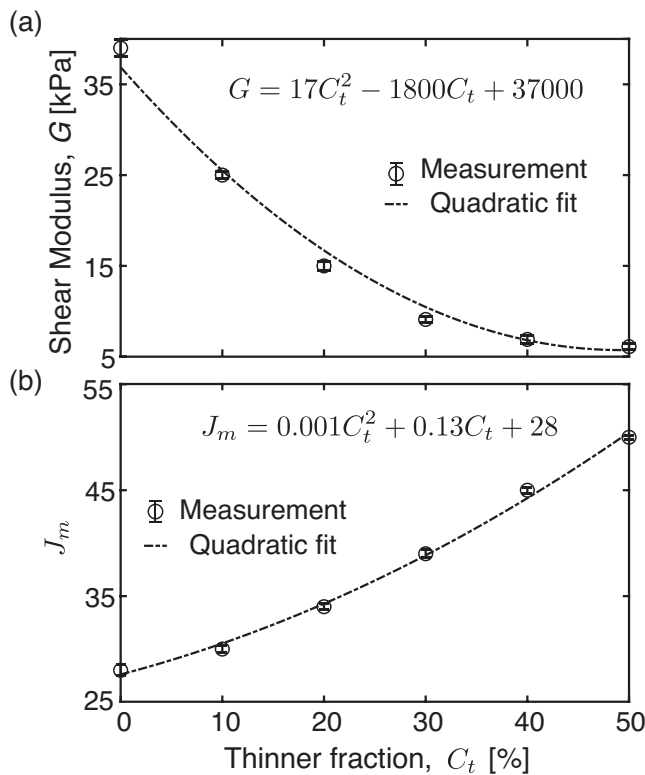 (a)
Shear Modulus, G [kPa]
35
25
15
5
G = 17C_t^2 − 1800C_t + 37000
Measurement
Quadratic fit
(b)
J_m
55
45
35
25
J_m = 0.001C_t^2 + 0.13C_t + 28
Measurement
Quadratic fit
0 10 20 30 40 50
Thinner fraction, C_t [%]